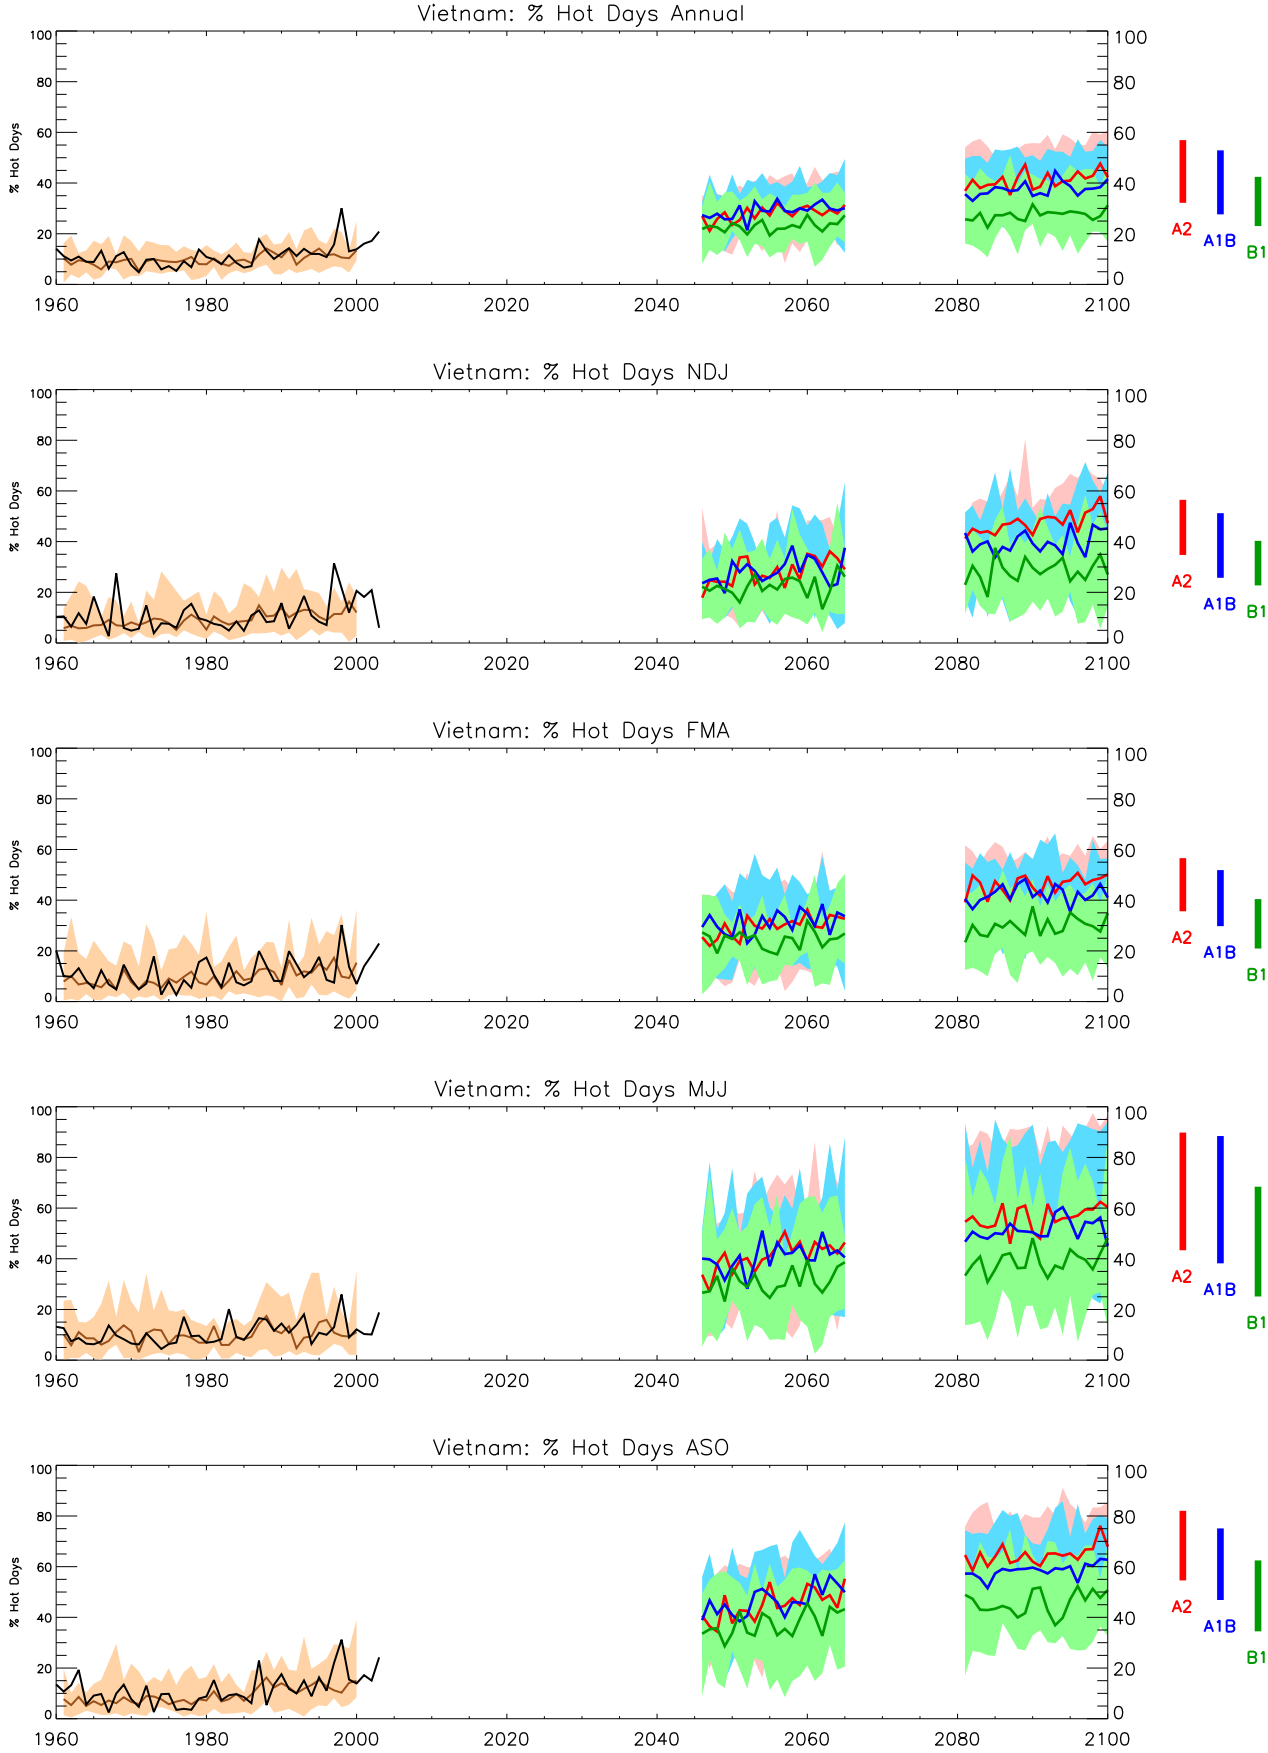 Vietnam: % Hot Days Annual
100 100
80 80
60 60
40 40
20 20
0 0
% Hot Days
1960 1980 2000 2020 2040 2060 2080 2100
A2 A1B B1
Vietnam: % Hot Days NDJ
100 100
80 80
60 60
40 40
20 20
0 0
% Hot Days
1960 1980 2000 2020 2040 2060 2080 2100
A2 A1B B1
Vietnam: % Hot Days FMA
100 100
80 80
60 60
40 40
20 20
0 0
% Hot Days
1960 1980 2000 2020 2040 2060 2080 2100
A2 A1B B1
Vietnam: % Hot Days MJJ
100 100
80 80
60 60
40 40
20 20
0 0
% Hot Days
1960 1980 2000 2020 2040 2060 2080 2100
A2 A1B B1
Vietnam: % Hot Days ASO
100 100
80 80
60 60
40 40
20 20
0 0
% Hot Days
1960 1980 2000 2020 2040 2060 2080 2100
A2 A1B B1